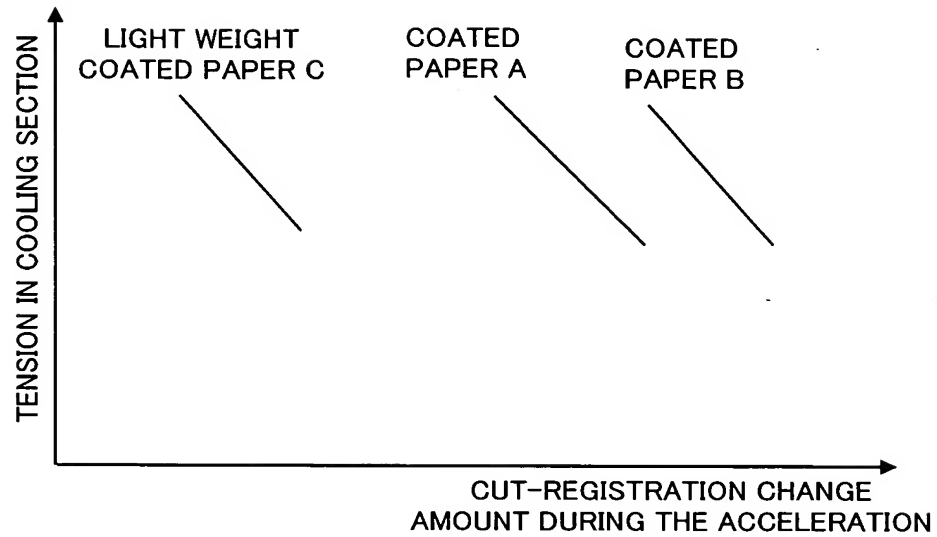 LIGHT WEIGHT
COATED PAPER C
COATED
PAPER A
COATED
PAPER B
TENSION IN COOLING SECTION
CUT-REGISTRATION CHANGE
AMOUNT DURING THE ACCELERATION